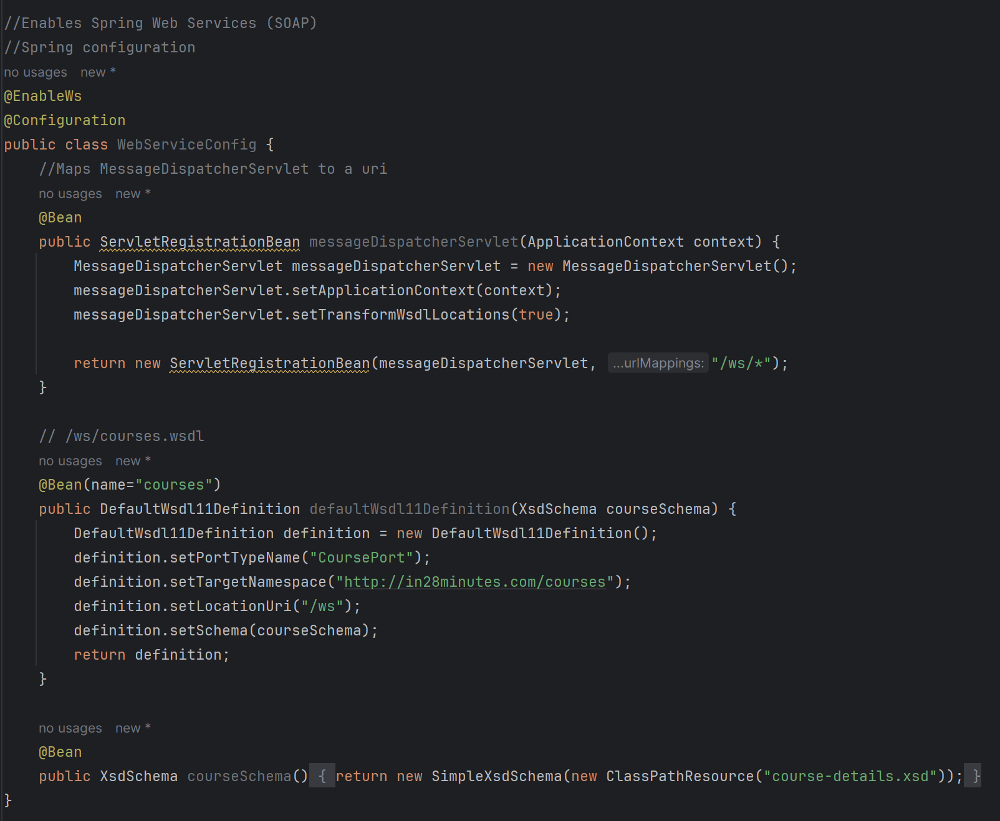 //Enables Spring Web Services (SOAP)
//Spring configuration
no usages   new *
@EnableWs
@Configuration
public class WebServiceConfig {
    //Maps MessageDispatcherServlet to a uri
    no usages   new *
    @Bean
    public ServletRegistrationBean messageDispatcherServlet(ApplicationContext context) {
        MessageDispatcherServlet messageDispatcherServlet = new MessageDispatcherServlet();
        messageDispatcherServlet.setApplicationContext(context);
        messageDispatcherServlet.setTransformWsdlLocations(true);

        return new ServletRegistrationBean(messageDispatcherServlet, ...urlMappings: "/ws/*");
    }

    // /ws/courses.wsdl
    no usages   new *
    @Bean(name="courses")
    public DefaultWsdl11Definition defaultWsdl11Definition(XsdSchema courseSchema) {
        DefaultWsdl11Definition definition = new DefaultWsdl11Definition();
        definition.setPortTypeName("CoursePort");
        definition.setTargetNamespace("http://in28minutes.com/courses");
        definition.setLocationUri("/ws");
        definition.setSchema(courseSchema);
        return definition;
    }

    no usages   new *
    @Bean
    public XsdSchema courseSchema() { return new SimpleXsdSchema(new ClassPathResource("course-details.xsd")); }
}